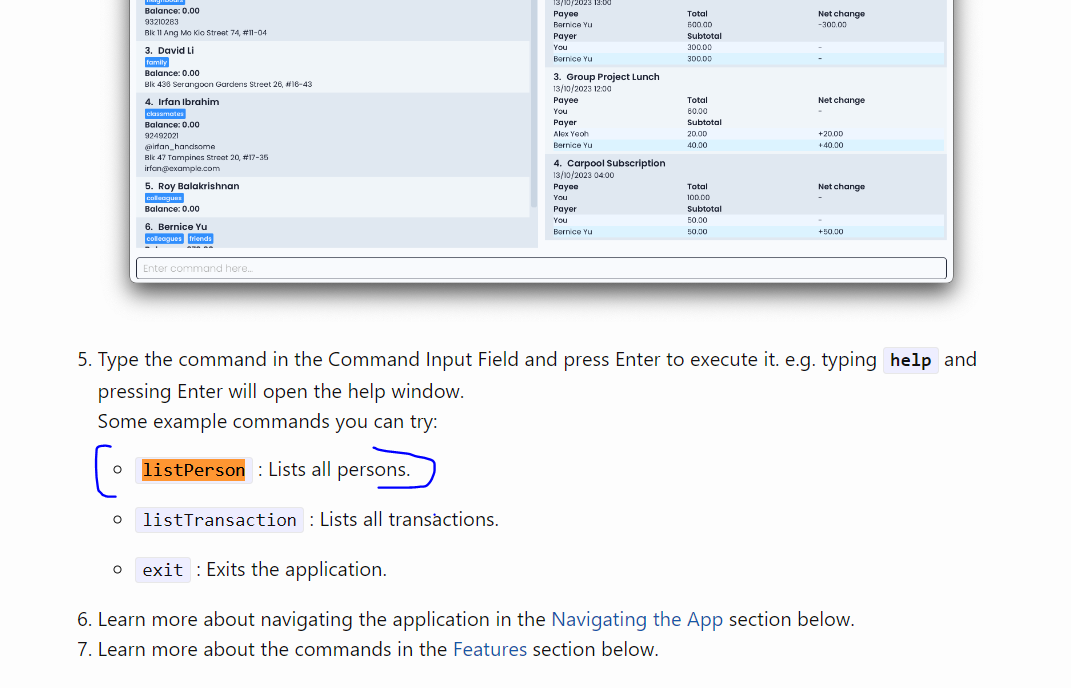 neighbours
Balance: 0.00
93210283
Blk 11 Ang Mo Kio Street 74, #11-04
3. David Li
family
Balance: 0.00
Blk 436 Serangoon Gardens Street 26, #16-43
4. Irfan Ibrahim
classmates
Balance: 0.00
92492021
@irfan_handsome
Blk 47 Tampines Street 20, #17-35
irfan@example.com
5. Roy Balakrishnan
colleagues
Balance: 0.00
6. Bernice Yu
colleagues friends
13/10/2023 13:00
Payee Total Net change
Bernice Yu 600.00 -300.00
Payer Subtotal
You 300.00 -
Bernice Yu 300.00 -
3. Group Project Lunch
13/10/2023 12:00
Payee Total Net change
You 60.00 -
Payer Subtotal
Alex Yeoh 20.00 +20.00
Bernice Yu 40.00 +40.00
4. Carpool Subscription
13/10/2023 04:00
Payee Total Net change
You 100.00 -
Payer Subtotal
You 50.00 -
Bernice Yu 50.00 +50.00
Enter command here...
5. Type the command in the Command Input Field and press Enter to execute it. e.g. typing help and
pressing Enter will open the help window.
Some example commands you can try:
listPerson : Lists all persons.
listTransaction : Lists all transactions.
exit : Exits the application.
6. Learn more about navigating the application in the Navigating the App section below.
7. Learn more about the commands in the Features section below.